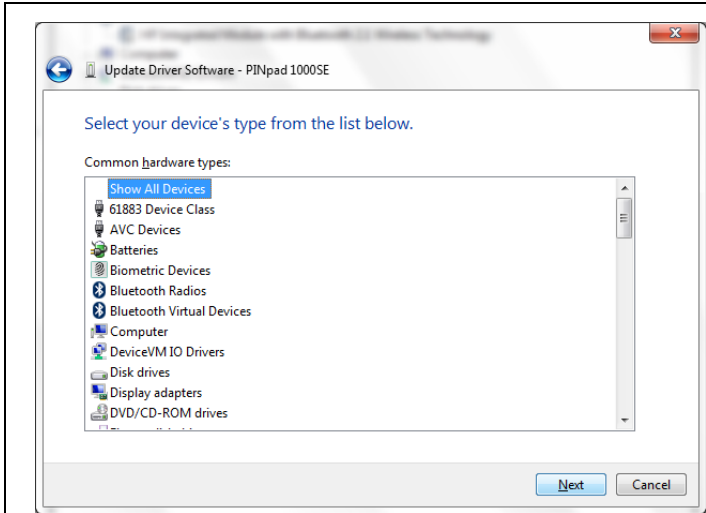 Update Driver Software - PINpad 1000SE
Select your device's type from the list below.
Common hardware types:
Show All Devices
61883 Device Class
AVC Devices
Batteries
Biometric Devices
Bluetooth Radios
Bluetooth Virtual Devices
Computer
DeviceVM IO Drivers
Disk drives
Display adapters
DVD/CD-ROM drives
Next Cancel